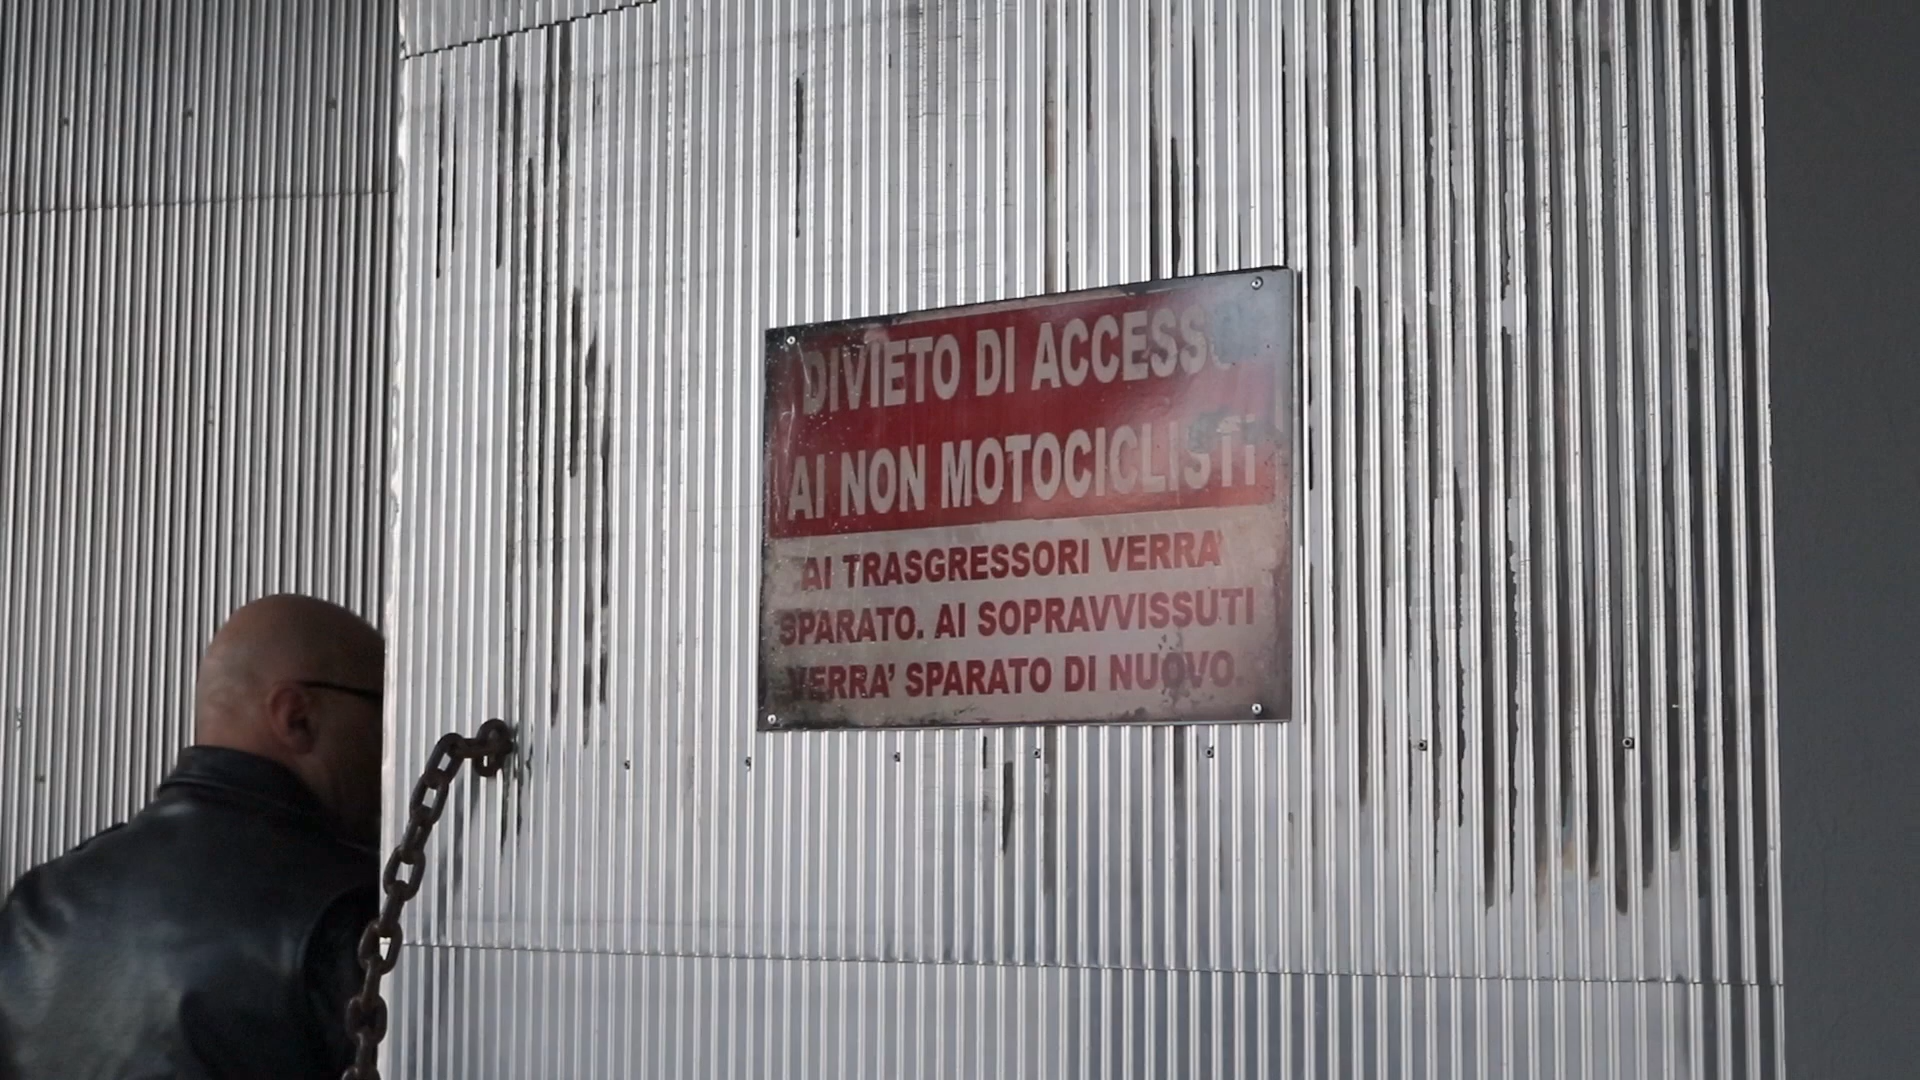 DIVIETO DI ACCESSO
AI NON MOTOCICLISTI
AI TRASGRESSORI VERRA'
SPARATO. AI SOPRAVVISSUTI
VERRA' SPARATO DI NUOVO.